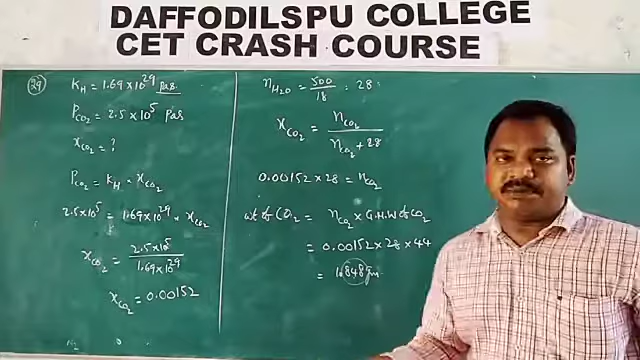 DAFFODILSPU COLLEGE
CET CRASH COURSE
29
K_H = 1.69 × 10^29 Pas.
P_CO2 = 2.5 × 10^5 Pas
x_CO2 = ?
P_CO2 = K_H · x_CO2
2.5×10^5 = 1.69×10^29 × x_CO2
x_CO2 = 2.5×10^5 / 1.69×10^29
x_CO2 = 0.00152
n_H2O = 500/18 = 28
x_CO2 = n_CO2 / n_CO2 + 28
0.00152 × 28 = n_CO2
wt of CO2 = n_CO2 × G.M.W of CO2
= 0.00152 × 28 × 44
= 1.848 gm